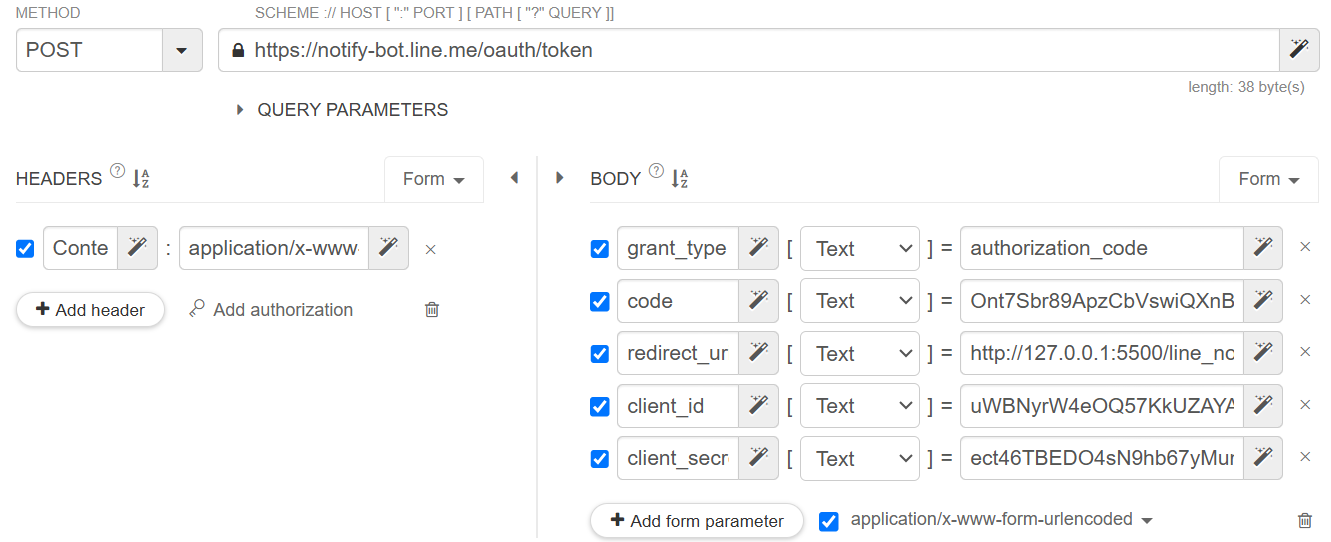 METHOD
SCHEME :// HOST [ ":" PORT ] [ PATH [ "?" QUERY ]]
POST
https://notify-bot.line.me/oauth/token
length: 38 byte(s)
QUERY PARAMETERS
HEADERS ? A Z
Form
BODY ? A Z
Form
Conte : application/x-www- ×
grant_type [ Text ] = authorization_code ×
Add header
Add authorization
code [ Text ] = Ont7Sbr89ApzCbVswiQXnB ×
redirect_ur [ Text ] = http://127.0.0.1:5500/line_no ×
client_id [ Text ] = uWBNyrW4eOQ57KkUZAYA ×
client_secre [ Text ] = ect46TBEDO4sN9hb67yMur ×
Add form parameter
application/x-www-form-urlencoded